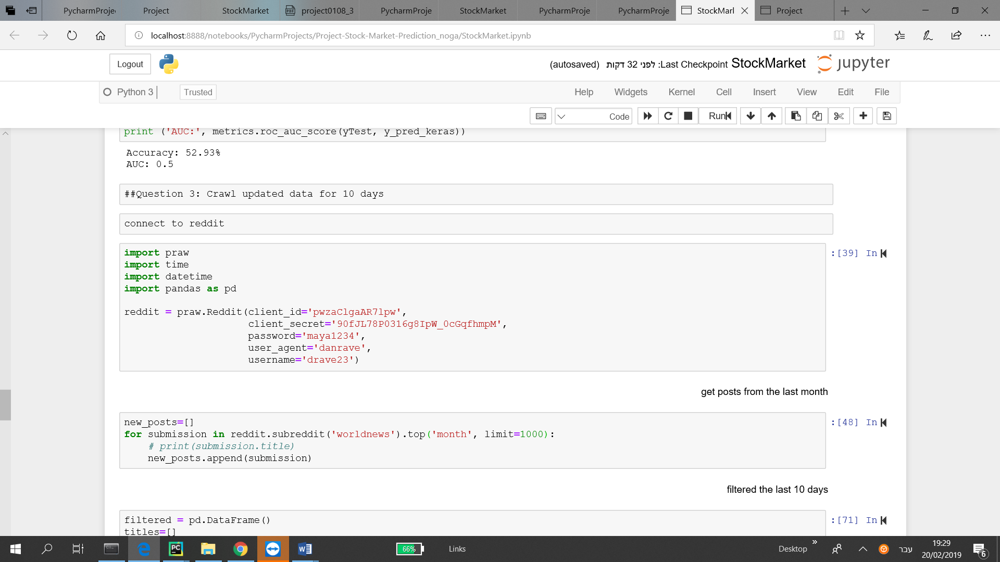 PycharmProje
Project
StockMarket
project0108_3
PycharmProje
StockMarket
PycharmProje
PycharmProje
StockMarl
Project
localhost:8888/notebooks/PycharmProjects/Project-Stock-Market-Prediction_noga/StockMarket.ipynb
Logout
(autosaved) לפני 32 דקות :Last Checkpoint StockMarket jupyter
Python 3
Trusted
Help Widgets Kernel Cell Insert View Edit File
Code
Run
print ('AUC:', metrics.roc_auc_score(yTest, y_pred_keras))
Accuracy: 52.93%
AUC: 0.5
##Question 3: Crawl updated data for 10 days
connect to reddit
:[39] In
import praw
import time
import datetime
import pandas as pd
reddit = praw.Reddit(client_id='pwzaClgaAR7lpw',
client_secret='90fJL78P0316g8IpW_0cGqfhmpM',
password='maya1234',
user_agent='danrave',
username='drave23')
get posts from the last month
:[48] In
new_posts=[]
for submission in reddit.subreddit('worldnews').top('month', limit=1000):
# print(submission.title)
new_posts.append(submission)
filtered the last 10 days
:[71] In
filtered = pd.DataFrame()
titles=[]
66%
Links
Desktop
עבר
19:29
20/02/2019
6